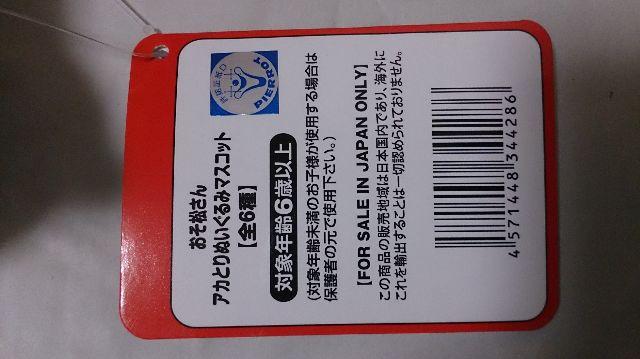 おそ松さん
アカとりぬいぐるみマスコット
【全6種】
対象年齢6歳以上
(対象年齢未満のお子様が使用する場合は
保護者の元で使用下さい。)
[FOR SALE IN JAPAN ONLY]
この商品の販売地域は日本国内であり、海外に
これを輸出することは一切認められておりません。
4 571448 344286
PIERROT